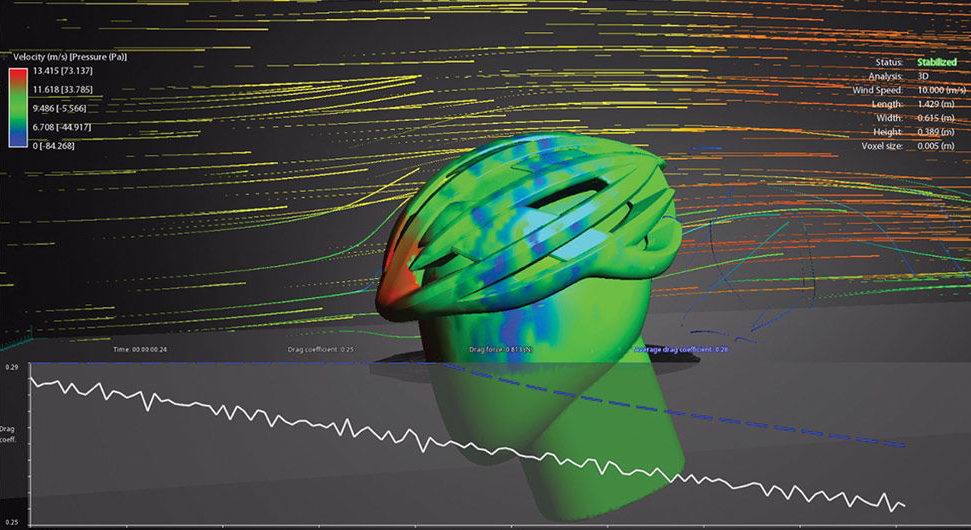 Velocity (m/s) [Pressure (Pa)]
13.415 [73.137]
11.618 [33.785]
9.486 [-5.566]
6.708 [-44.917]
0 [-84.268]
Status: Stabilized
Analysis: 3D
Wind Speed: 10.000 (m/s)
Length: 1.429 (m)
Width: 0.615 (m)
Height: 0.389 (m)
Voxel size: 0.005 (m)
Time: 00:00:00.24
Drag coefficient: 0.25
Drag force: 0.813 (N)
Average drag coefficient: 0.28
0.29
Drag
coeff.
0.25